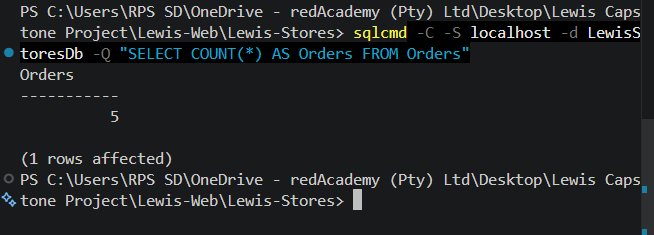 PS C:\Users\RPS SD\OneDrive - redAcademy (Pty) Ltd\Desktop\Lewis Caps
tone Project\Lewis-Web\Lewis-Stores> sqlcmd -C -S localhost -d LewisS
toresDb -Q "SELECT COUNT(*) AS Orders FROM Orders"
Orders
-----------
          5

(1 rows affected)
PS C:\Users\RPS SD\OneDrive - redAcademy (Pty) Ltd\Desktop\Lewis Caps
tone Project\Lewis-Web\Lewis-Stores>